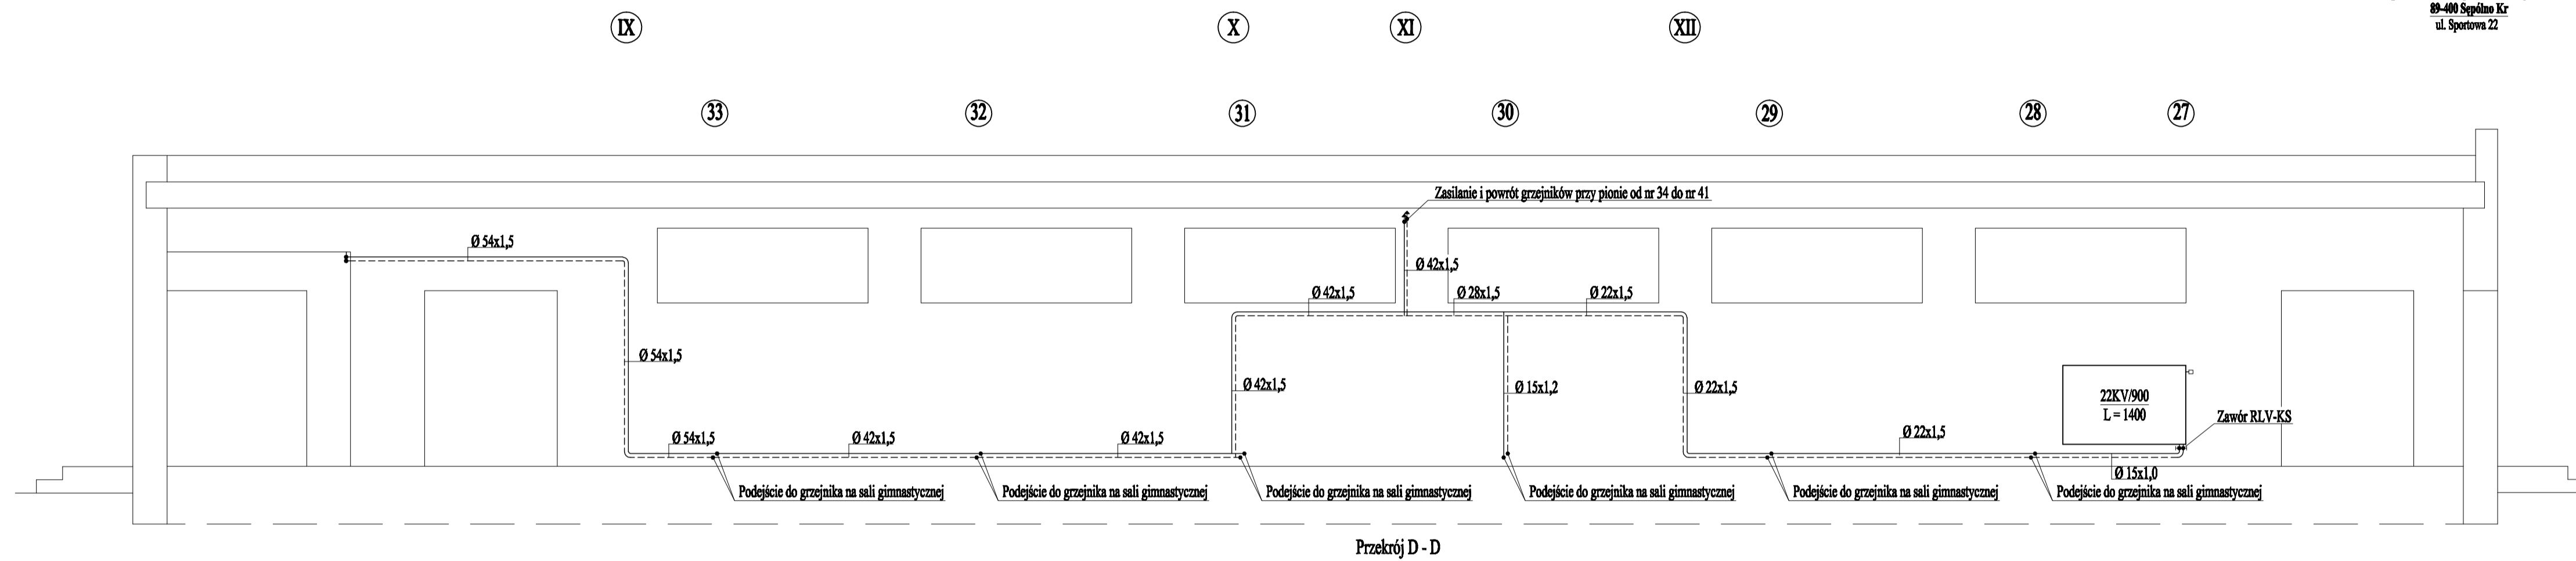 89-400 Sępólno Kr
ul. Sportowa 22
IX
X
XI
XII
33
32
31
30
29
28
27
Zasilanie i powrót grzejników przy pionie od nr 34 do nr 41
Ø 54x1,5
Ø 42x1,5
Ø 42x1,5
Ø 28x1,5
Ø 22x1,5
Ø 54x1,5
Ø 42x1,5
Ø 15x1,2
Ø 22x1,5
22KV/900
L = 1400
Zawór RLV-KS
Ø 54x1,5
Ø 42x1,5
Ø 42x1,5
Ø 22x1,5
Ø 15x1,0
Podejście do grzejnika na sali gimnastycznej
Podejście do grzejnika na sali gimnastycznej
Podejście do grzejnika na sali gimnastycznej
Podejście do grzejnika na sali gimnastycznej
Podejście do grzejnika na sali gimnastycznej
Podejście do grzejnika na sali gimnastycznej
Przekrój D - D